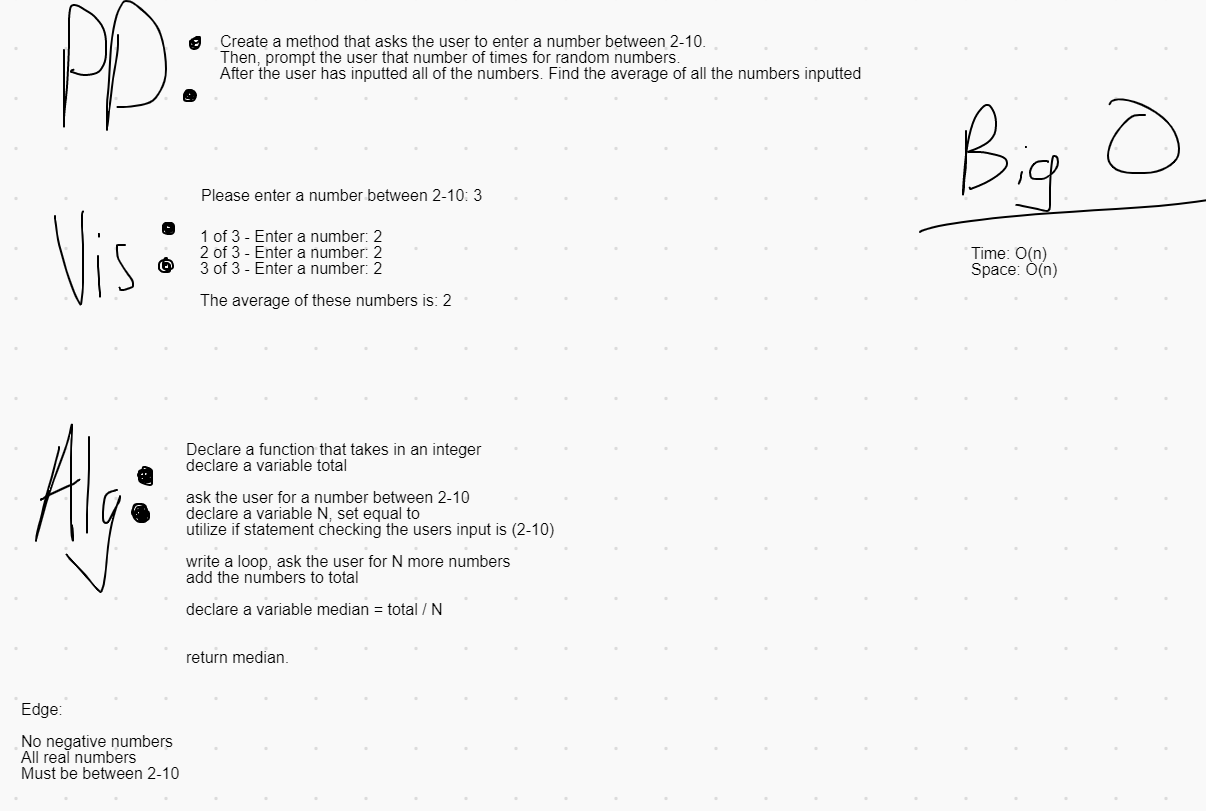 PD:
Create a method that asks the user to enter a number between 2-10.
Then, prompt the user that number of times for random numbers.
After the user has inputted all of the numbers. Find the average of all the numbers inputted
Big O
Time: O(n)
Space: O(n)
Vis:
Please enter a number between 2-10: 3
1 of 3 - Enter a number: 2
2 of 3 - Enter a number: 2
3 of 3 - Enter a number: 2
The average of these numbers is: 2
Alg:
Declare a function that takes in an integer
declare a variable total
ask the user for a number between 2-10
declare a variable N, set equal to
utilize if statement checking the users input is (2-10)
write a loop, ask the user for N more numbers
add the numbers to total
declare a variable median = total / N
return median.
Edge:
No negative numbers
All real numbers
Must be between 2-10